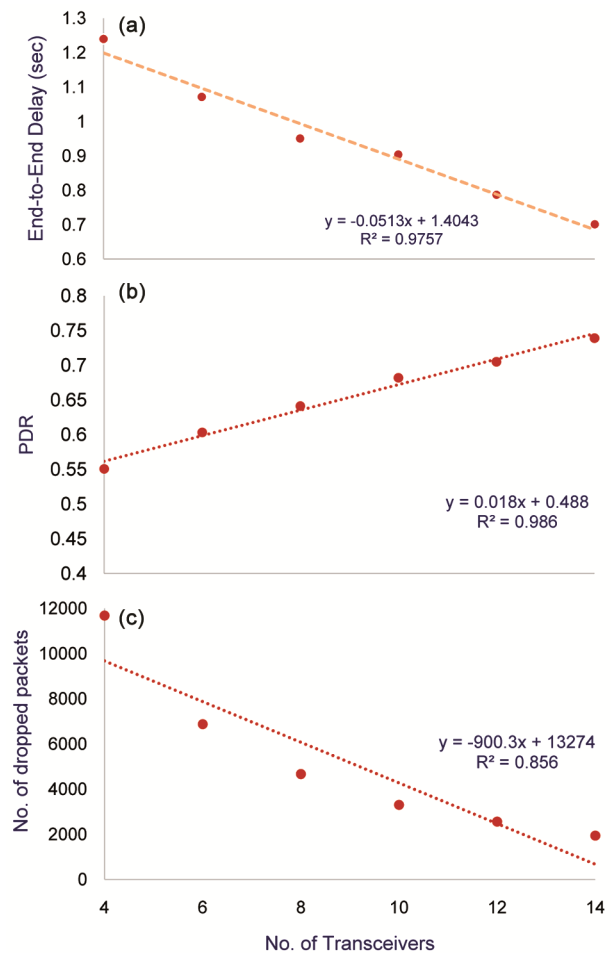 (a)
End-to-End Delay (sec)
1.3
1.2
1.1
1
0.9
0.8
0.7
0.6
y = -0.0513x + 1.4043
R² = 0.9757
(b)
PDR
0.8
0.75
0.7
0.65
0.6
0.55
0.5
0.45
0.4
y = 0.018x + 0.488
R² = 0.986
(c)
No. of dropped packets
12000
10000
8000
6000
4000
2000
0
y = -900.3x + 13274
R² = 0.856
4 6 8 10 12 14
No. of Transceivers